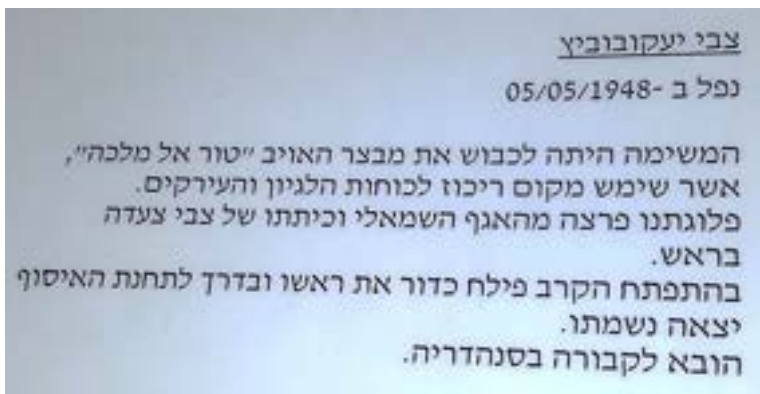 צבי יעקובוביץ
נפל ב -05/05/1948
המשימה היתה לכבוש את מבצר האויב "טור אל מלכה",
אשר שימש מקום ריכוז לכוחות הלגיון והעירקים.
פלוגתנו פרצה מהאגף השמאלי וכיתתו של צבי צעדה
בראש.
בהתפתח הקרב פילח כדור את ראשו ובדרך לתחנת האיסוף
יצאה נשמתו.
הובא לקבורה בסנהדריה.